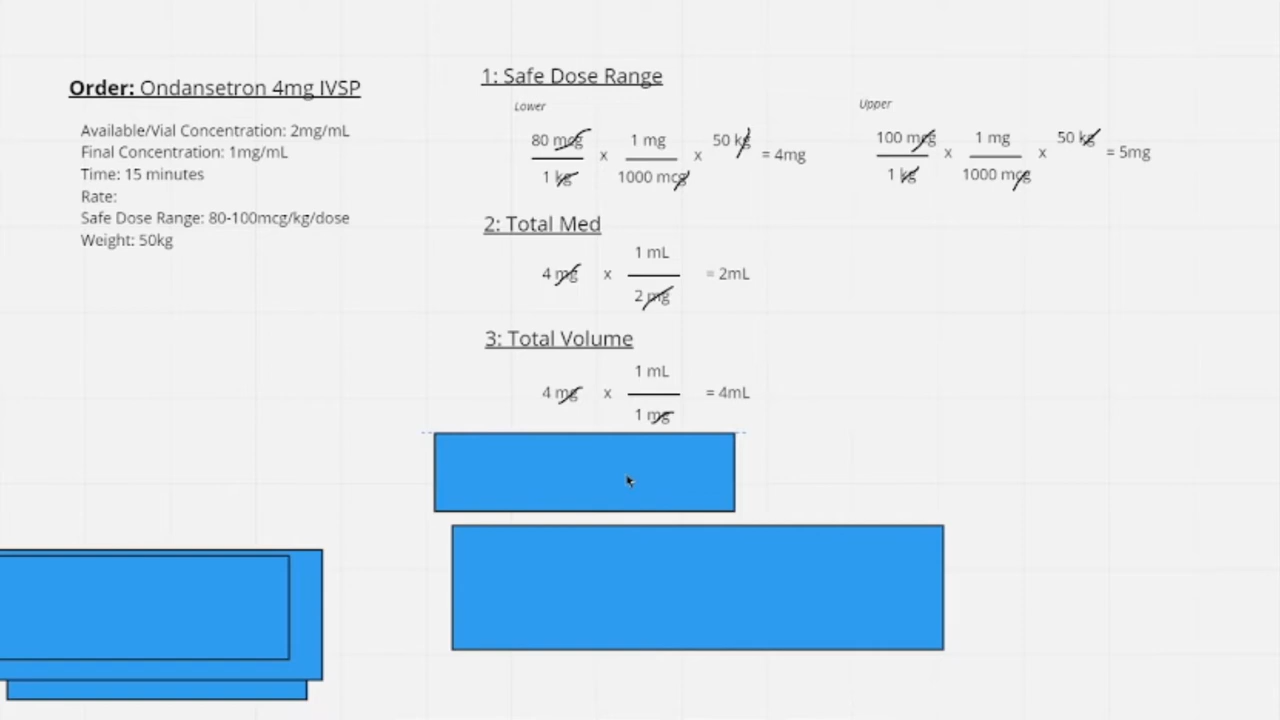 Order: Ondansetron 4mg IVSP
Available/Vial Concentration: 2mg/mL
Final Concentration: 1mg/mL
Time: 15 minutes
Rate:
Safe Dose Range: 80-100mcg/kg/dose
Weight: 50kg
1: Safe Dose Range
Lower
80 mcg
1 kg
x
1 mg
1000 mcg
x
50 kg
= 4mg
Upper
100 mcg
1 kg
x
1 mg
1000 mcg
x
50 kg
= 5mg
2: Total Med
4 mg
x
1 mL
2 mg
= 2mL
3: Total Volume
4 mg
x
1 mL
1 mg
= 4mL